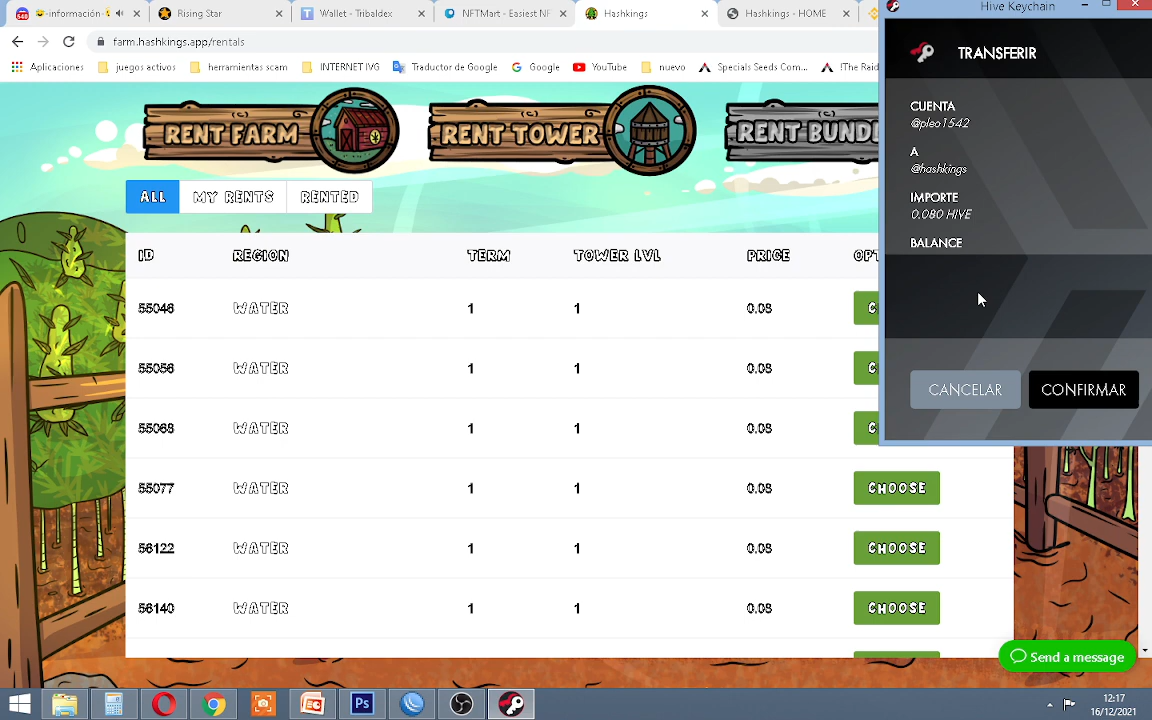 -información
Rising Star
Wallet - Tribaldex
NFTMart - Easiest NF
Hashkings
Hashkings - HOME
Hive Keychain
farm.hashkings.app/rentals
Aplicaciones
juegos activos
herramientas scam
INTERNET IVG
Traductor de Google
Google
YouTube
nuevo
Specials Seeds Com...
!The Raid
TRANSFERIR
CUENTA
@pleo1542
A
@hashkings
IMPORTE
0.080 HIVE
BALANCE
CANCELAR
CONFIRMAR
RENT FARM
RENT TOWER
RENT BUND
ALL
MY RENTS
RENTED
ID REGION TERM TOWER LVL PRICE OPT
55046 WATER 1 1 0.08 C
55056 WATER 1 1 0.08 C
55068 WATER 1 1 0.08 C
55077 WATER 1 1 0.08 CHOOSE
56122 WATER 1 1 0.08 CHOOSE
56140 WATER 1 1 0.08 CHOOSE
Send a message
Ps
12:17
16/12/2021